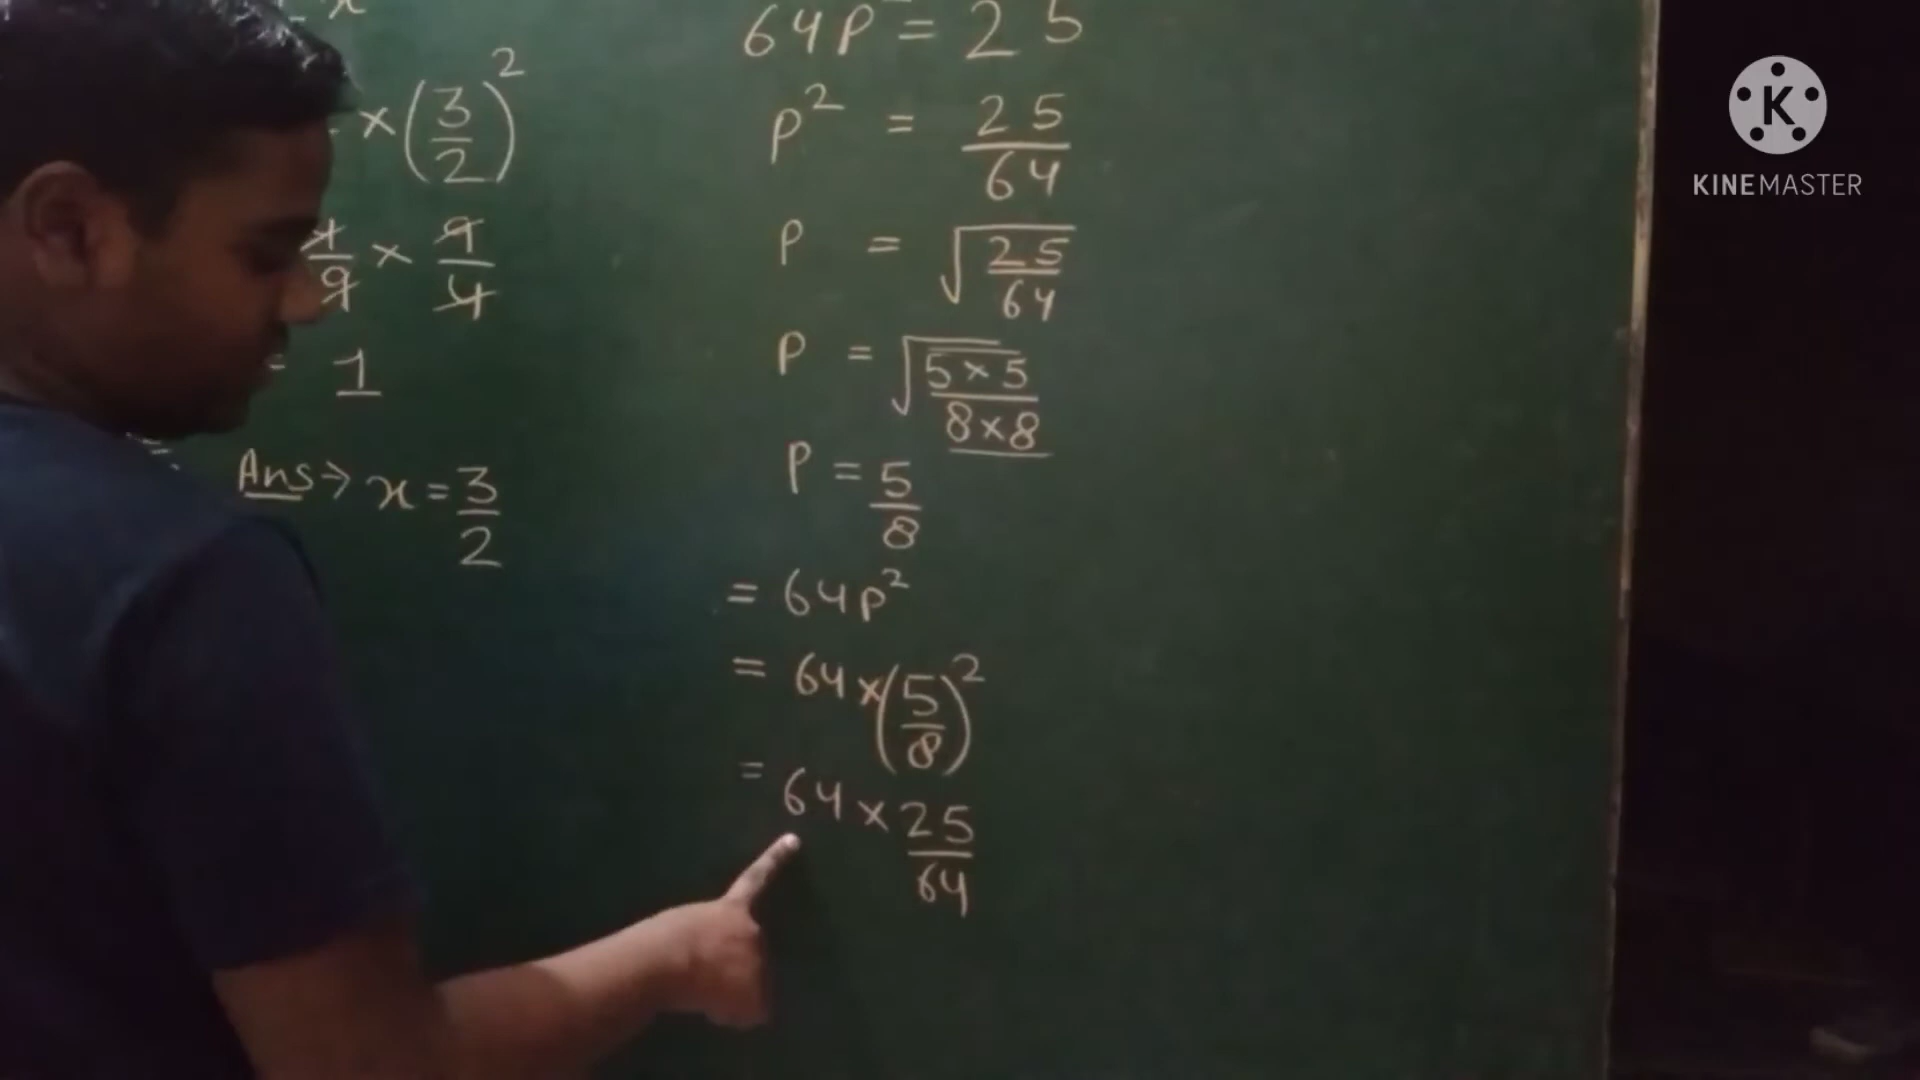 x
× (3/2)²
4/9 × 9/4
= 1
Ans → x = 3/2
64P² = 25
P² = 25/64
P = √(25/64)
P = √(5×5/8×8)
P = 5/8
= 64P²
= 64×(5/8)²
= 64 × 25/64
KINEMASTER